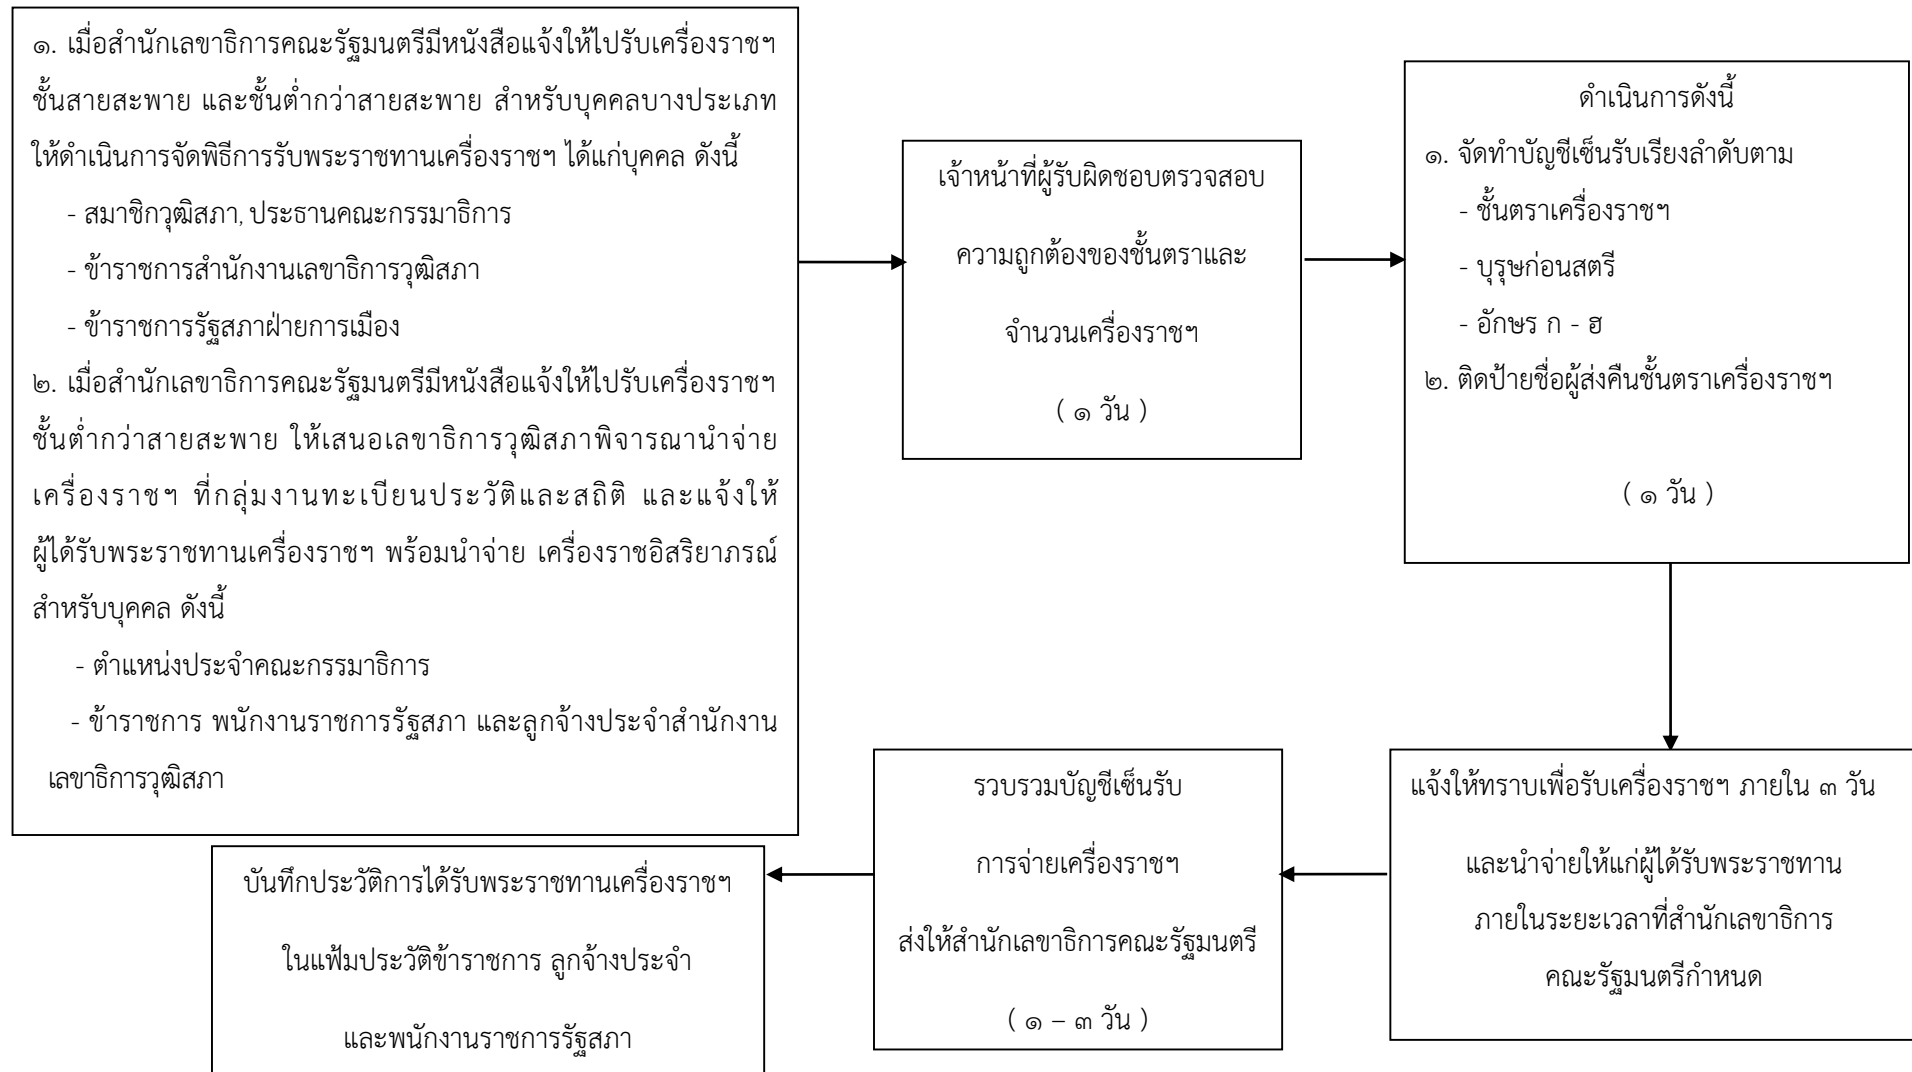 ๑. เมื่อสำนักเลขาธิการคณะรัฐมนตรีมีหนังสือแจ้งให้ไปรับเครื่องราชฯ
ชั้นสายสะพาย และชั้นต่ำกว่าสายสะพาย สำหรับบุคคลบางประเภท
ให้ดำเนินการจัดพิธีการรับพระราชทานเครื่องราชฯ ได้แก่บุคคล ดังนี้
- สมาชิกวุฒิสภา, ประธานคณะกรรมาธิการ
- ข้าราชการสำนักงานเลขาธิการวุฒิสภา
- ข้าราชการรัฐสภาฝ่ายการเมือง
๒. เมื่อสำนักเลขาธิการคณะรัฐมนตรีมีหนังสือแจ้งให้ไปรับเครื่องราชฯ
ชั้นต่ำกว่าสายสะพาย ให้เสนอเลขาธิการวุฒิสภาพิจารณานำจ่าย
เครื่องราชฯ ที่กลุ่มงานทะเบียนประวัติและสถิติ และแจ้งให้
ผู้ได้รับพระราชทานเครื่องราชฯ พร้อมนำจ่าย เครื่องราชอิสริยาภรณ์
สำหรับบุคคล ดังนี้
- ตำแหน่งประจำคณะกรรมาธิการ
- ข้าราชการ พนักงานราชการรัฐสภา และลูกจ้างประจำสำนักงาน
เลขาธิการวุฒิสภา
เจ้าหน้าที่ผู้รับผิดชอบตรวจสอบ
ความถูกต้องของชั้นตราและ
จำนวนเครื่องราชฯ
( ๑ วัน )
ดำเนินการดังนี้
๑. จัดทำบัญชีเซ็นรับเรียงลำดับตาม
- ชั้นตราเครื่องราชฯ
- บุรุษก่อนสตรี
- อักษร ก - ฮ
๒. ติดป้ายชื่อผู้ส่งคืนชั้นตราเครื่องราชฯ
( ๑ วัน )
แจ้งให้ทราบเพื่อรับเครื่องราชฯ ภายใน ๓ วัน
และนำจ่ายให้แก่ผู้ได้รับพระราชทาน
ภายในระยะเวลาที่สำนักเลขาธิการ
คณะรัฐมนตรีกำหนด
รวบรวมบัญชีเซ็นรับ
การจ่ายเครื่องราชฯ
ส่งให้สำนักเลขาธิการคณะรัฐมนตรี
( ๑ – ๓ วัน )
บันทึกประวัติการได้รับพระราชทานเครื่องราชฯ
ในแฟ้มประวัติข้าราชการ ลูกจ้างประจำ
และพนักงานราชการรัฐสภา